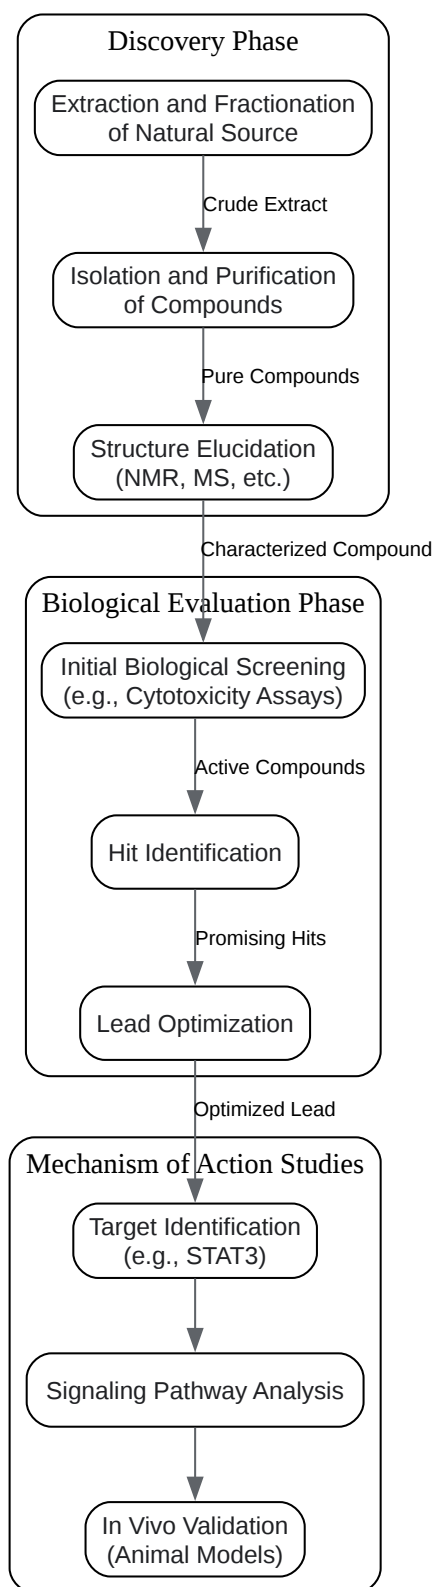 Discovery Phase
Extraction and Fractionation
of Natural Source
Crude Extract
Isolation and Purification
of Compounds
Pure Compounds
Structure Elucidation
(NMR, MS, etc.)
Characterized Compound
Biological Evaluation Phase
Initial Biological Screening
(e.g., Cytotoxicity Assays)
Active Compounds
Hit Identification
Promising Hits
Lead Optimization
Optimized Lead
Mechanism of Action Studies
Target Identification
(e.g., STAT3)
Signaling Pathway Analysis
In Vivo Validation
(Animal Models)